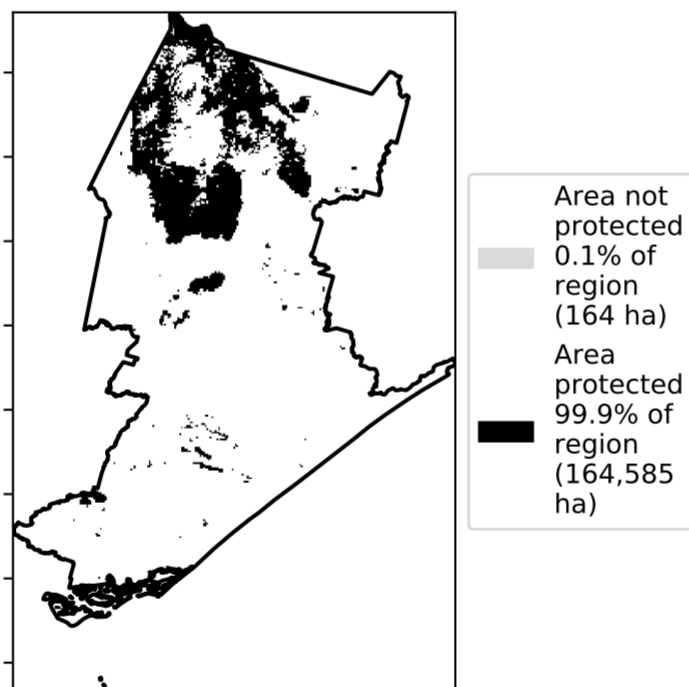 Area not
protected
0.1% of
region
(164 ha)
Area
protected
99.9% of
region
(164,585
ha)